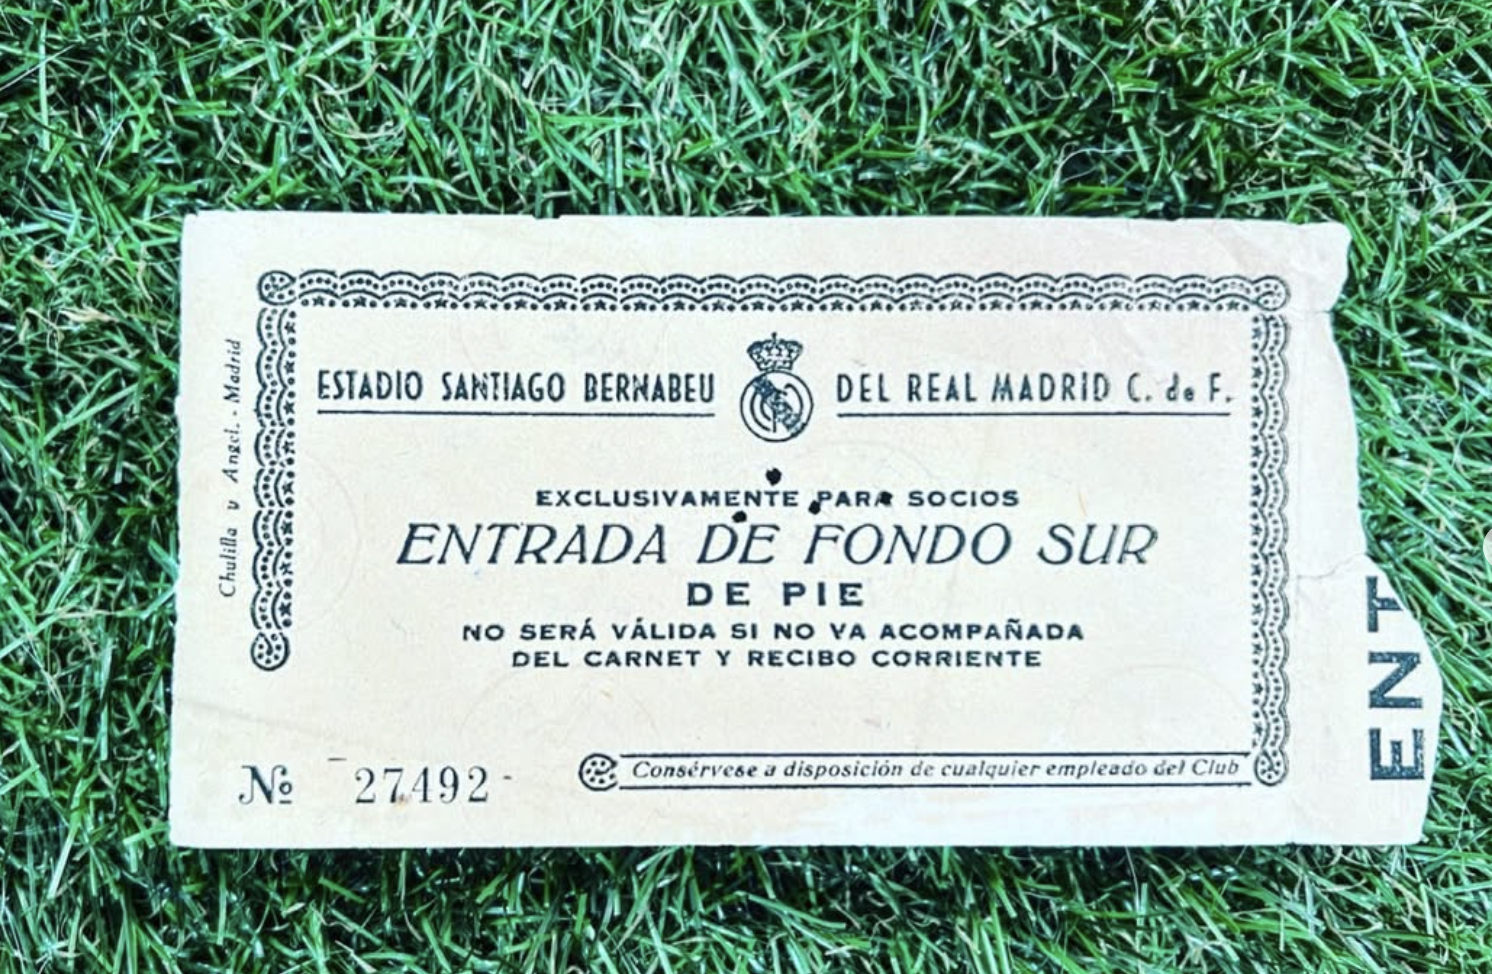 ESTADIO SANTIAGO BERNABEU DEL REAL MADRID C. de F.
EXCLUSIVAMENTE PARA SOCIOS
ENTRADA DE FONDO SUR
DE PIE
NO SERÁ VÁLIDA SI NO VA ACOMPAÑADA
DEL CARNET Y RECIBO CORRIENTE
Nº 27492
Consérvese a disposición de cualquier empleado del Club
Chulilla y Angel. - Madrid
ENT